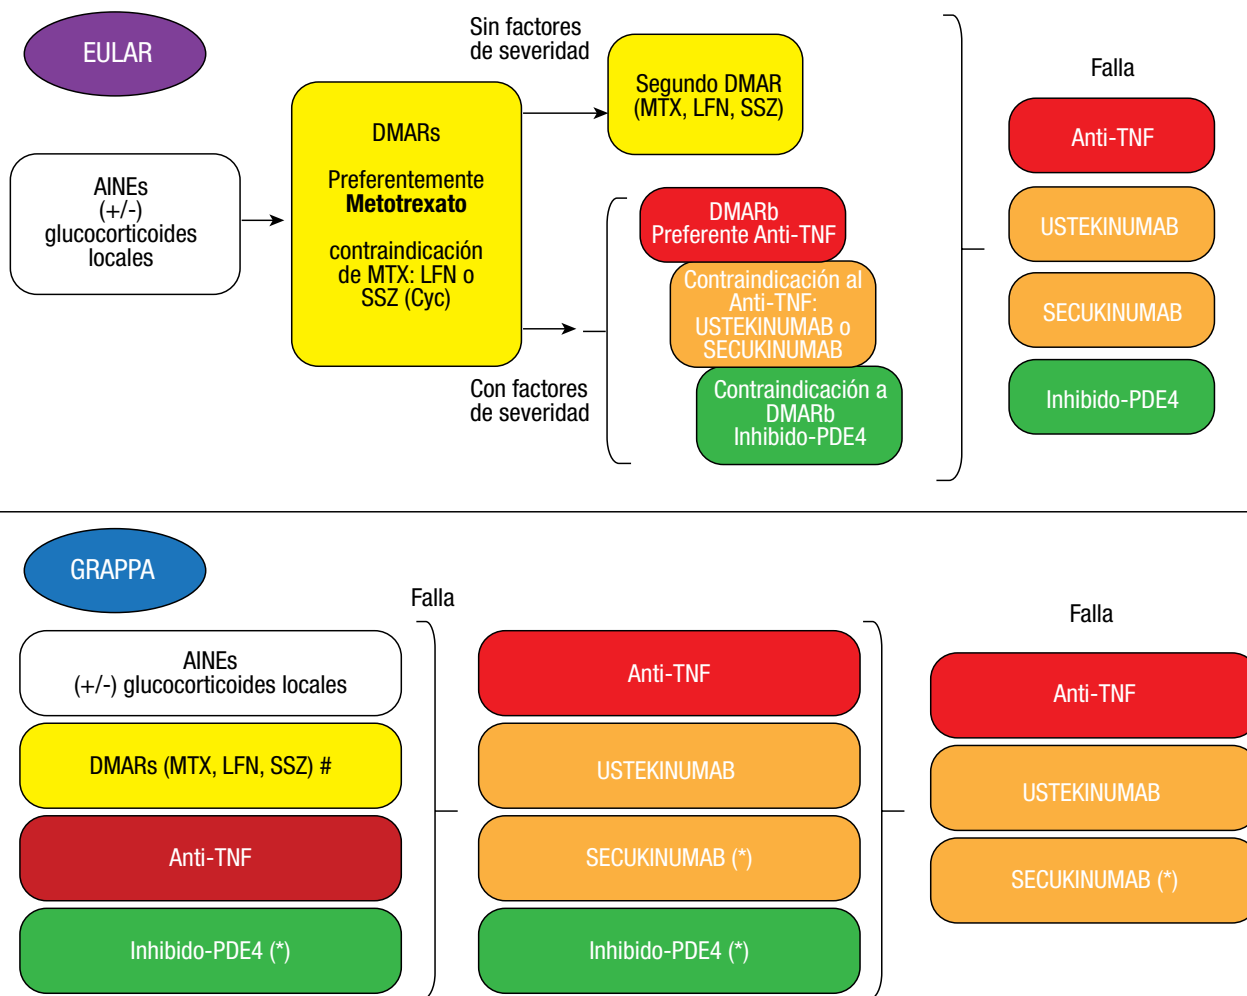 EULAR
AINEs
(+/-)
glucocorticoides
locales
DMARs
Preferentemente
Metotrexato
contraindicación
de MTX: LFN o
SSZ (Cyc)
Sin factores
de severidad
Segundo DMAR
(MTX, LFN, SSZ)
Con factores
de severidad
DMARb
Preferente Anti-TNF
Contraindicación al
Anti-TNF:
USTEKINUMAB o
SECUKINUMAB
Contraindicación a
DMARb
Inhibido-PDE4
Falla
Anti-TNF
USTEKINUMAB
SECUKINUMAB
Inhibido-PDE4
GRAPPA
AINEs
(+/-) glucocorticoides locales
DMARs (MTX, LFN, SSZ) #
Anti-TNF
Inhibido-PDE4 (*)
Falla
Anti-TNF
USTEKINUMAB
SECUKINUMAB (*)
Inhibido-PDE4 (*)
Falla
Anti-TNF
USTEKINUMAB
SECUKINUMAB (*)